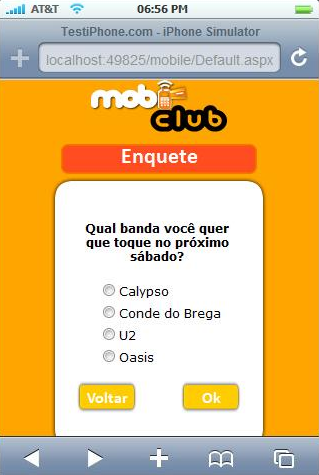 AT&T 06:56 PM
TestiPhone.com - iPhone Simulator
localhost:49825/mobile/Default.aspx
mobi
club
Enquete
Qual banda você quer
que toque no próximo
sábado?
Calypso
Conde do Brega
U2
Oasis
Voltar Ok